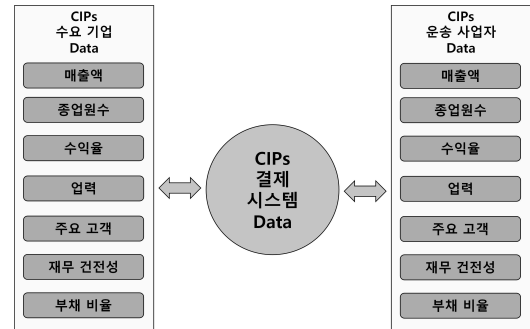 CIPs
수요 기업
Data
매출액
종업원수
수익율
업력
주요 고객
재무 건전성
부채 비율
CIPs
결제
시스템
Data
CIPs
운송 사업자
Data
매출액
종업원수
수익율
업력
주요 고객
재무 건전성
부채 비율